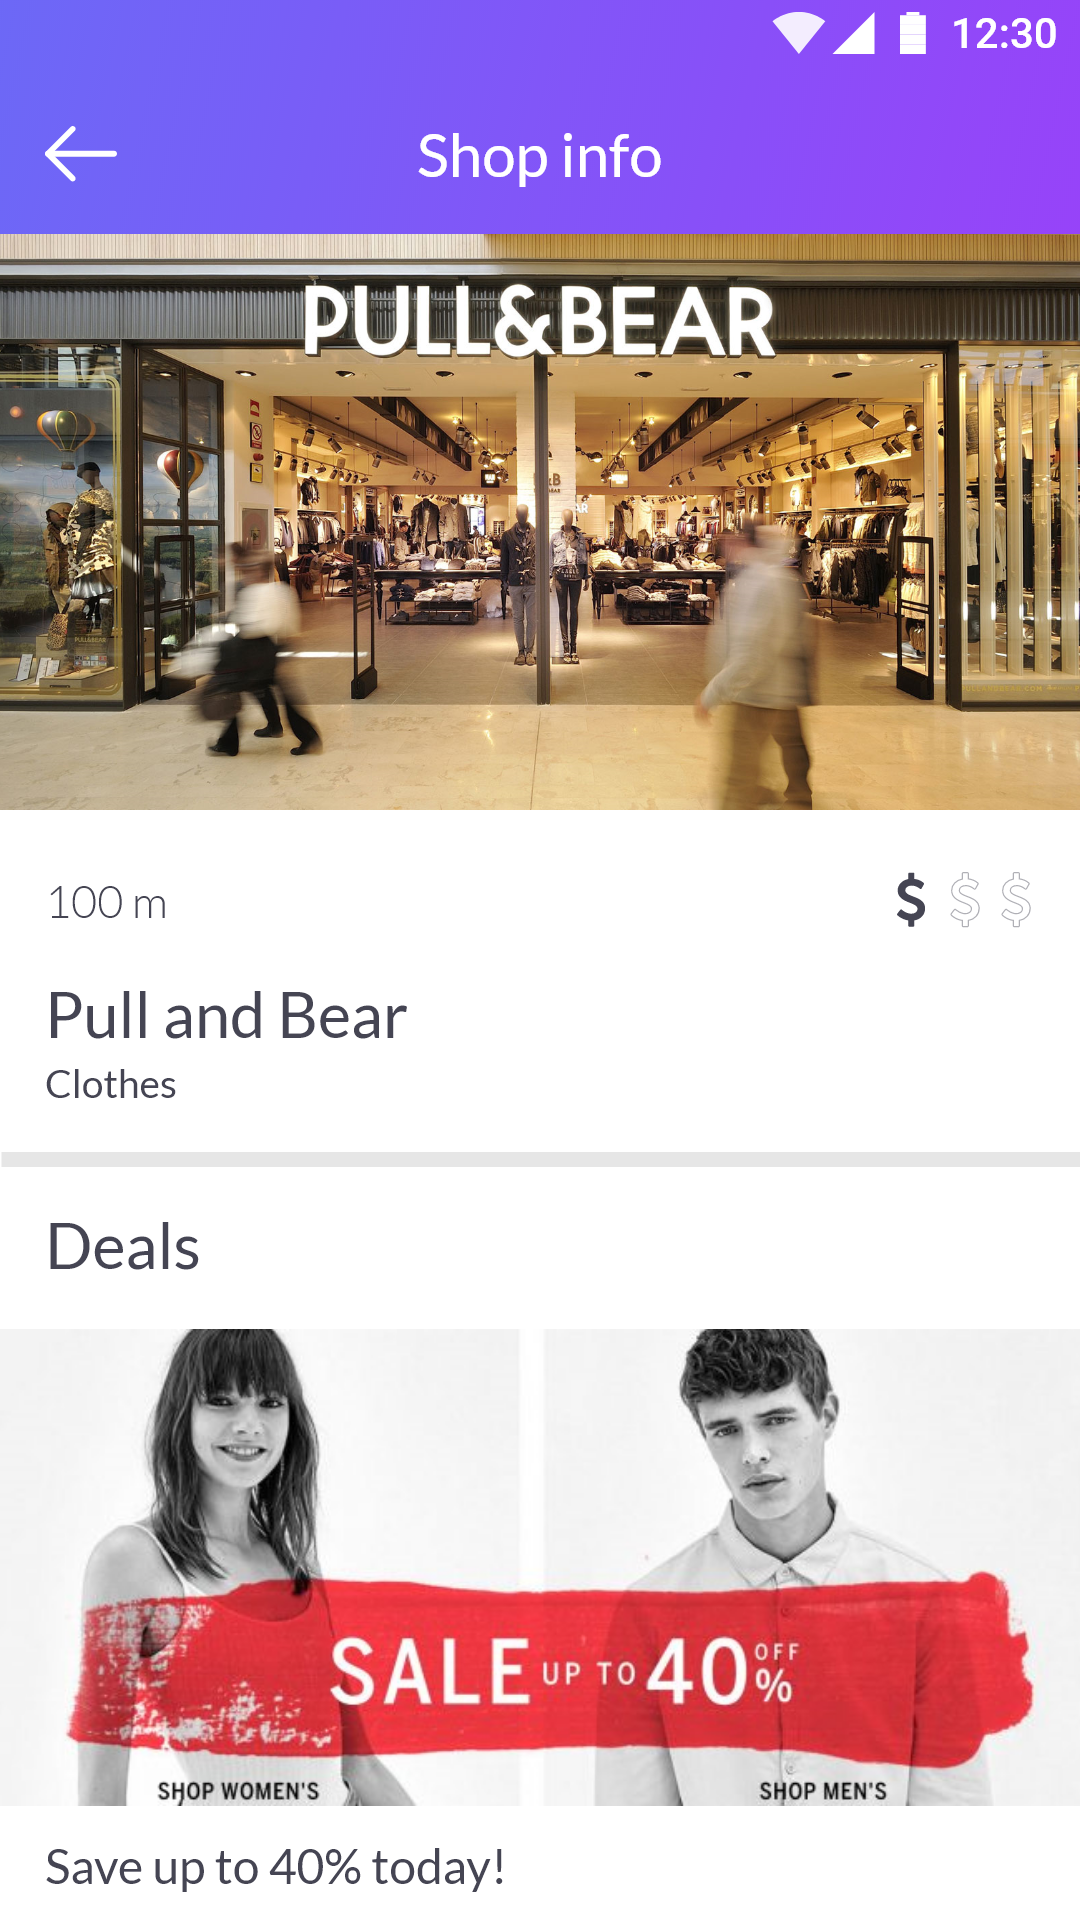 12:30
Shop info
PULL&BEAR
100 m
$ $ $
Pull and Bear
Clothes
Deals
SALE UP TO 40% OFF
SHOP WOMEN'S
SHOP MEN'S
Save up to 40% today!